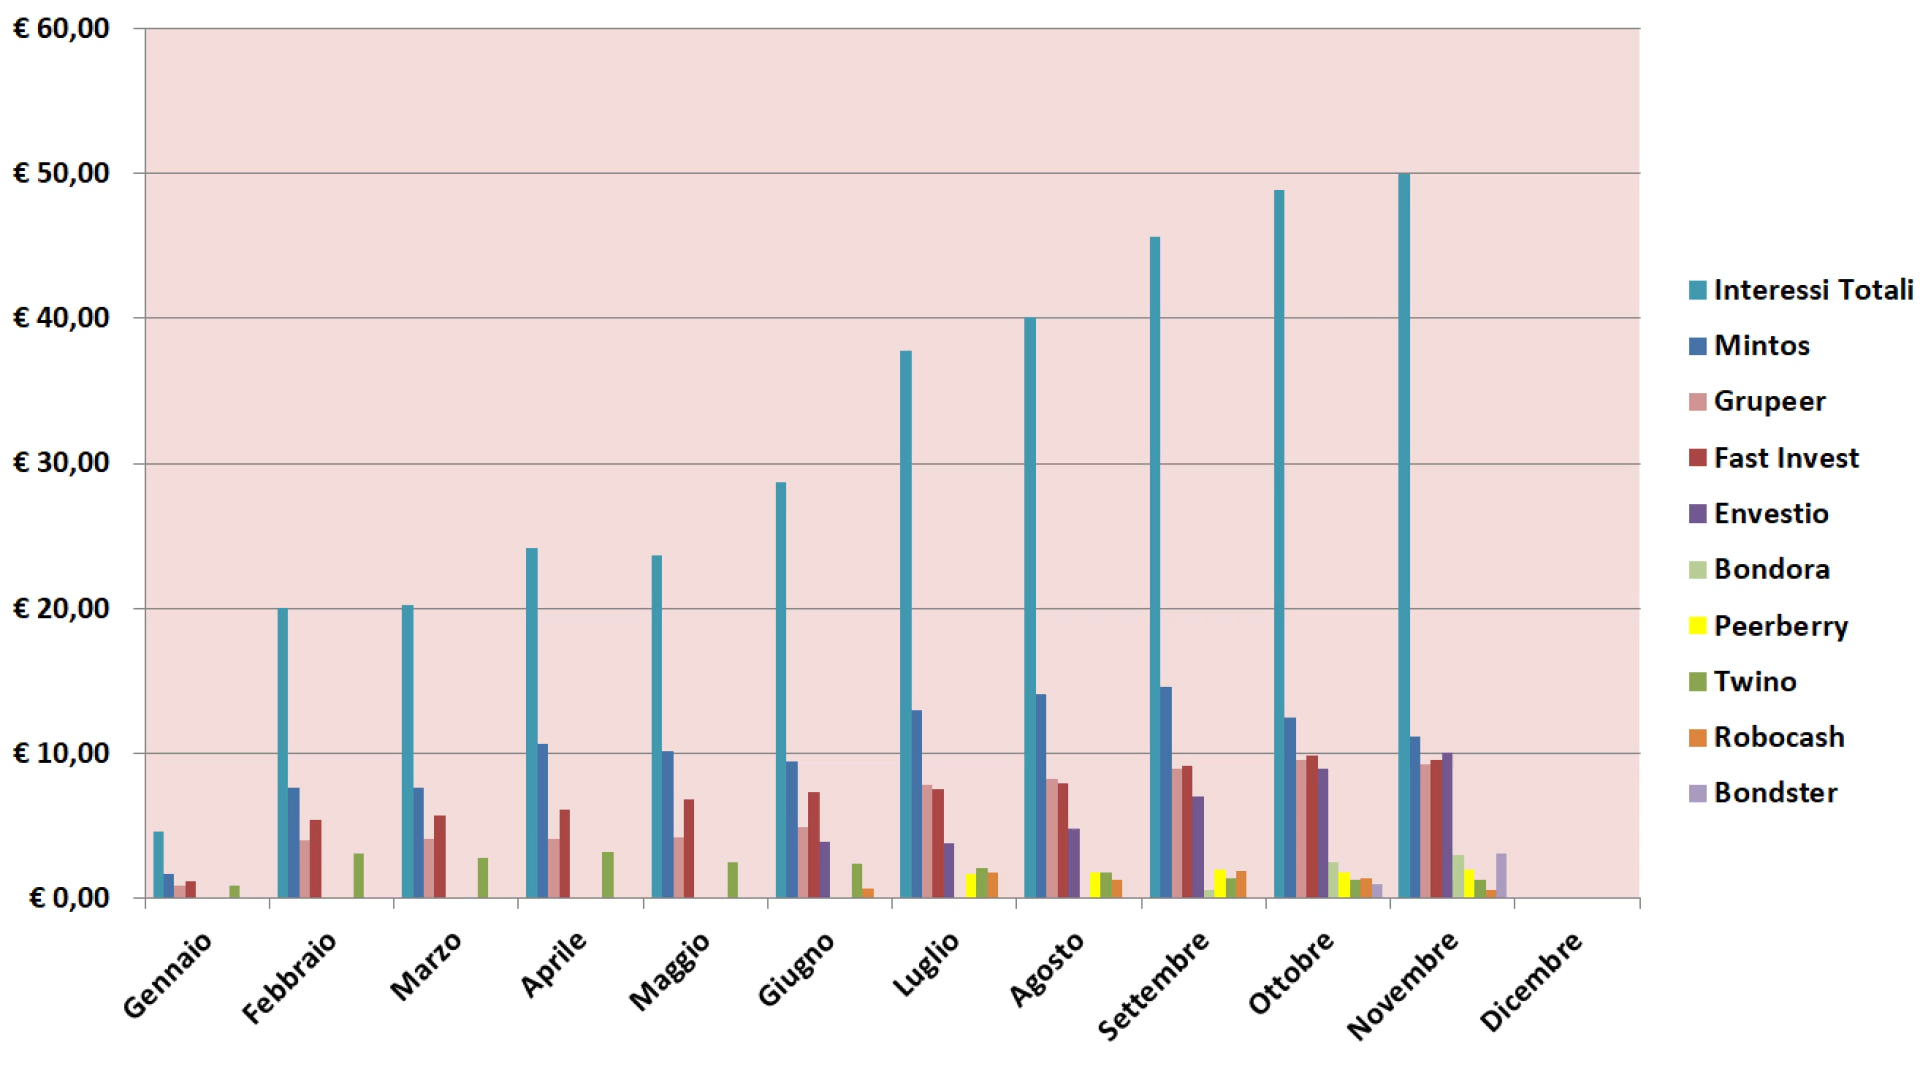 € 60,00
€ 50,00
€ 40,00
€ 30,00
€ 20,00
€ 10,00
€ 0,00
Gennaio
Febbraio
Marzo
Aprile
Maggio
Giugno
Luglio
Agosto
Settembre
Ottobre
Novembre
Dicembre
Interessi Totali
Mintos
Grupeer
Fast Invest
Envestio
Bondora
Peerberry
Twino
Robocash
Bondster